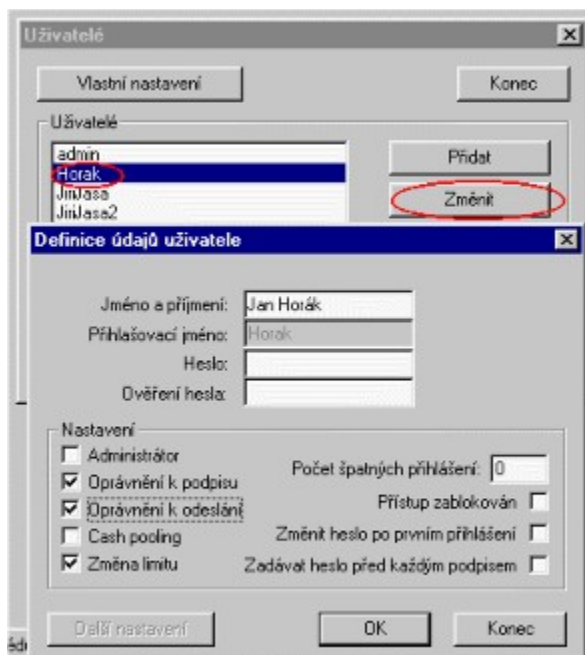 Uživatelé
Vlastní nastavení
Konec
Uživatelé
admin
Horak
JiriJasa
JiriJasa2
Přidat
Změnit
Definice údajů uživatele
Jméno a příjmení: Jan Horák
Přihlašovací jméno: Horak
Heslo:
Ověření hesla:
Nastavení
Administrátor
Oprávnění k podpisu
Oprávnění k odeslání
Cash pooling
Změna limitu
Počet špatných přihlášení: 0
Přístup zablokován
Změnit heslo po prvním přihlášení
Zadávat heslo před každým podpisem
Další nastavení
OK
Konec